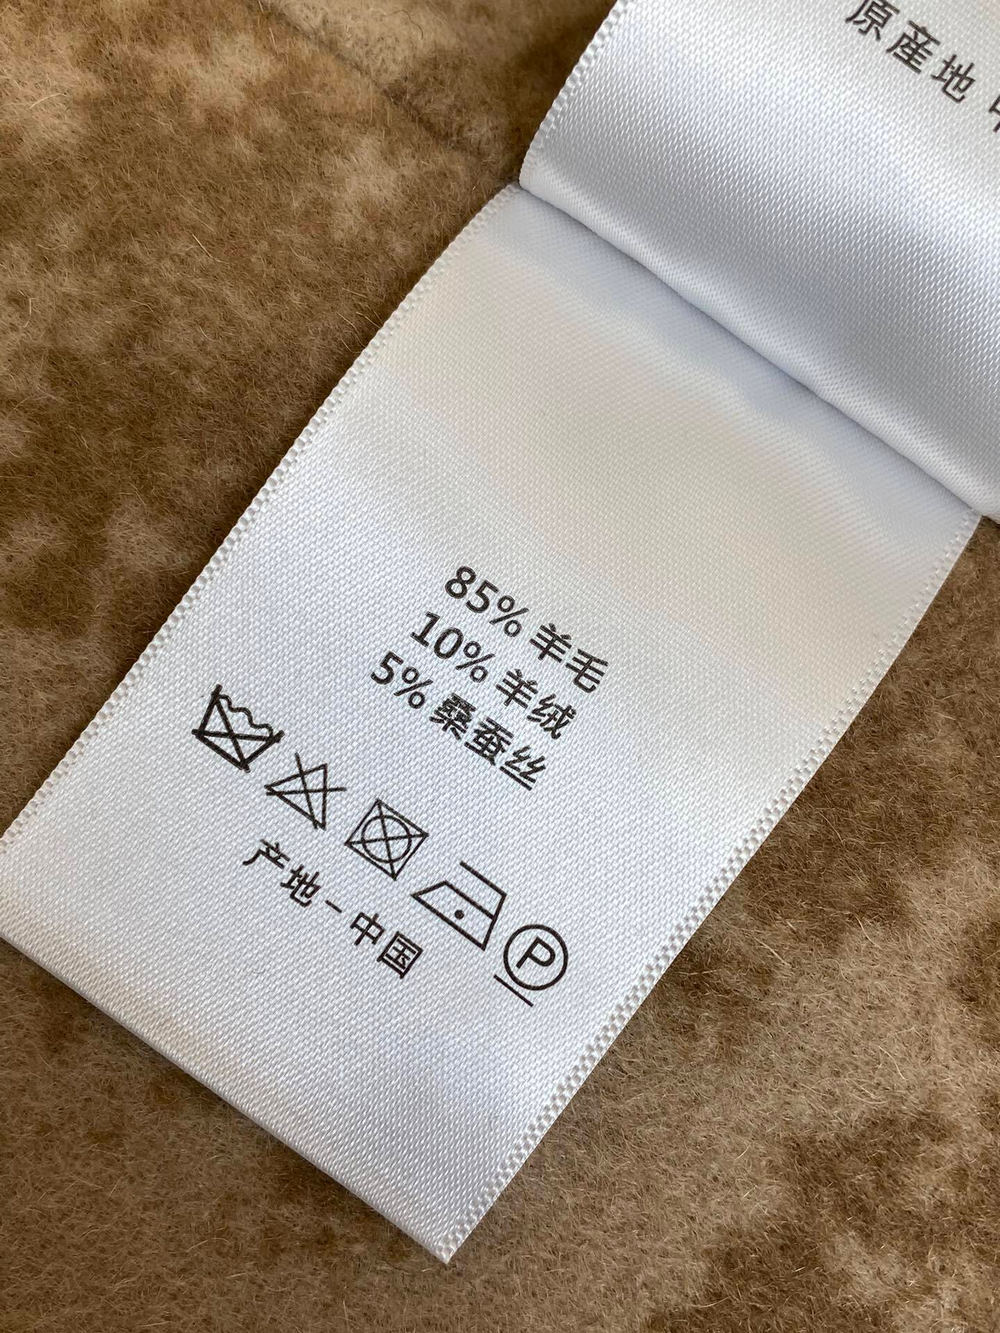 原産地
85% 羊毛
10% 羊绒
5% 桑蚕丝
P
产地-中国